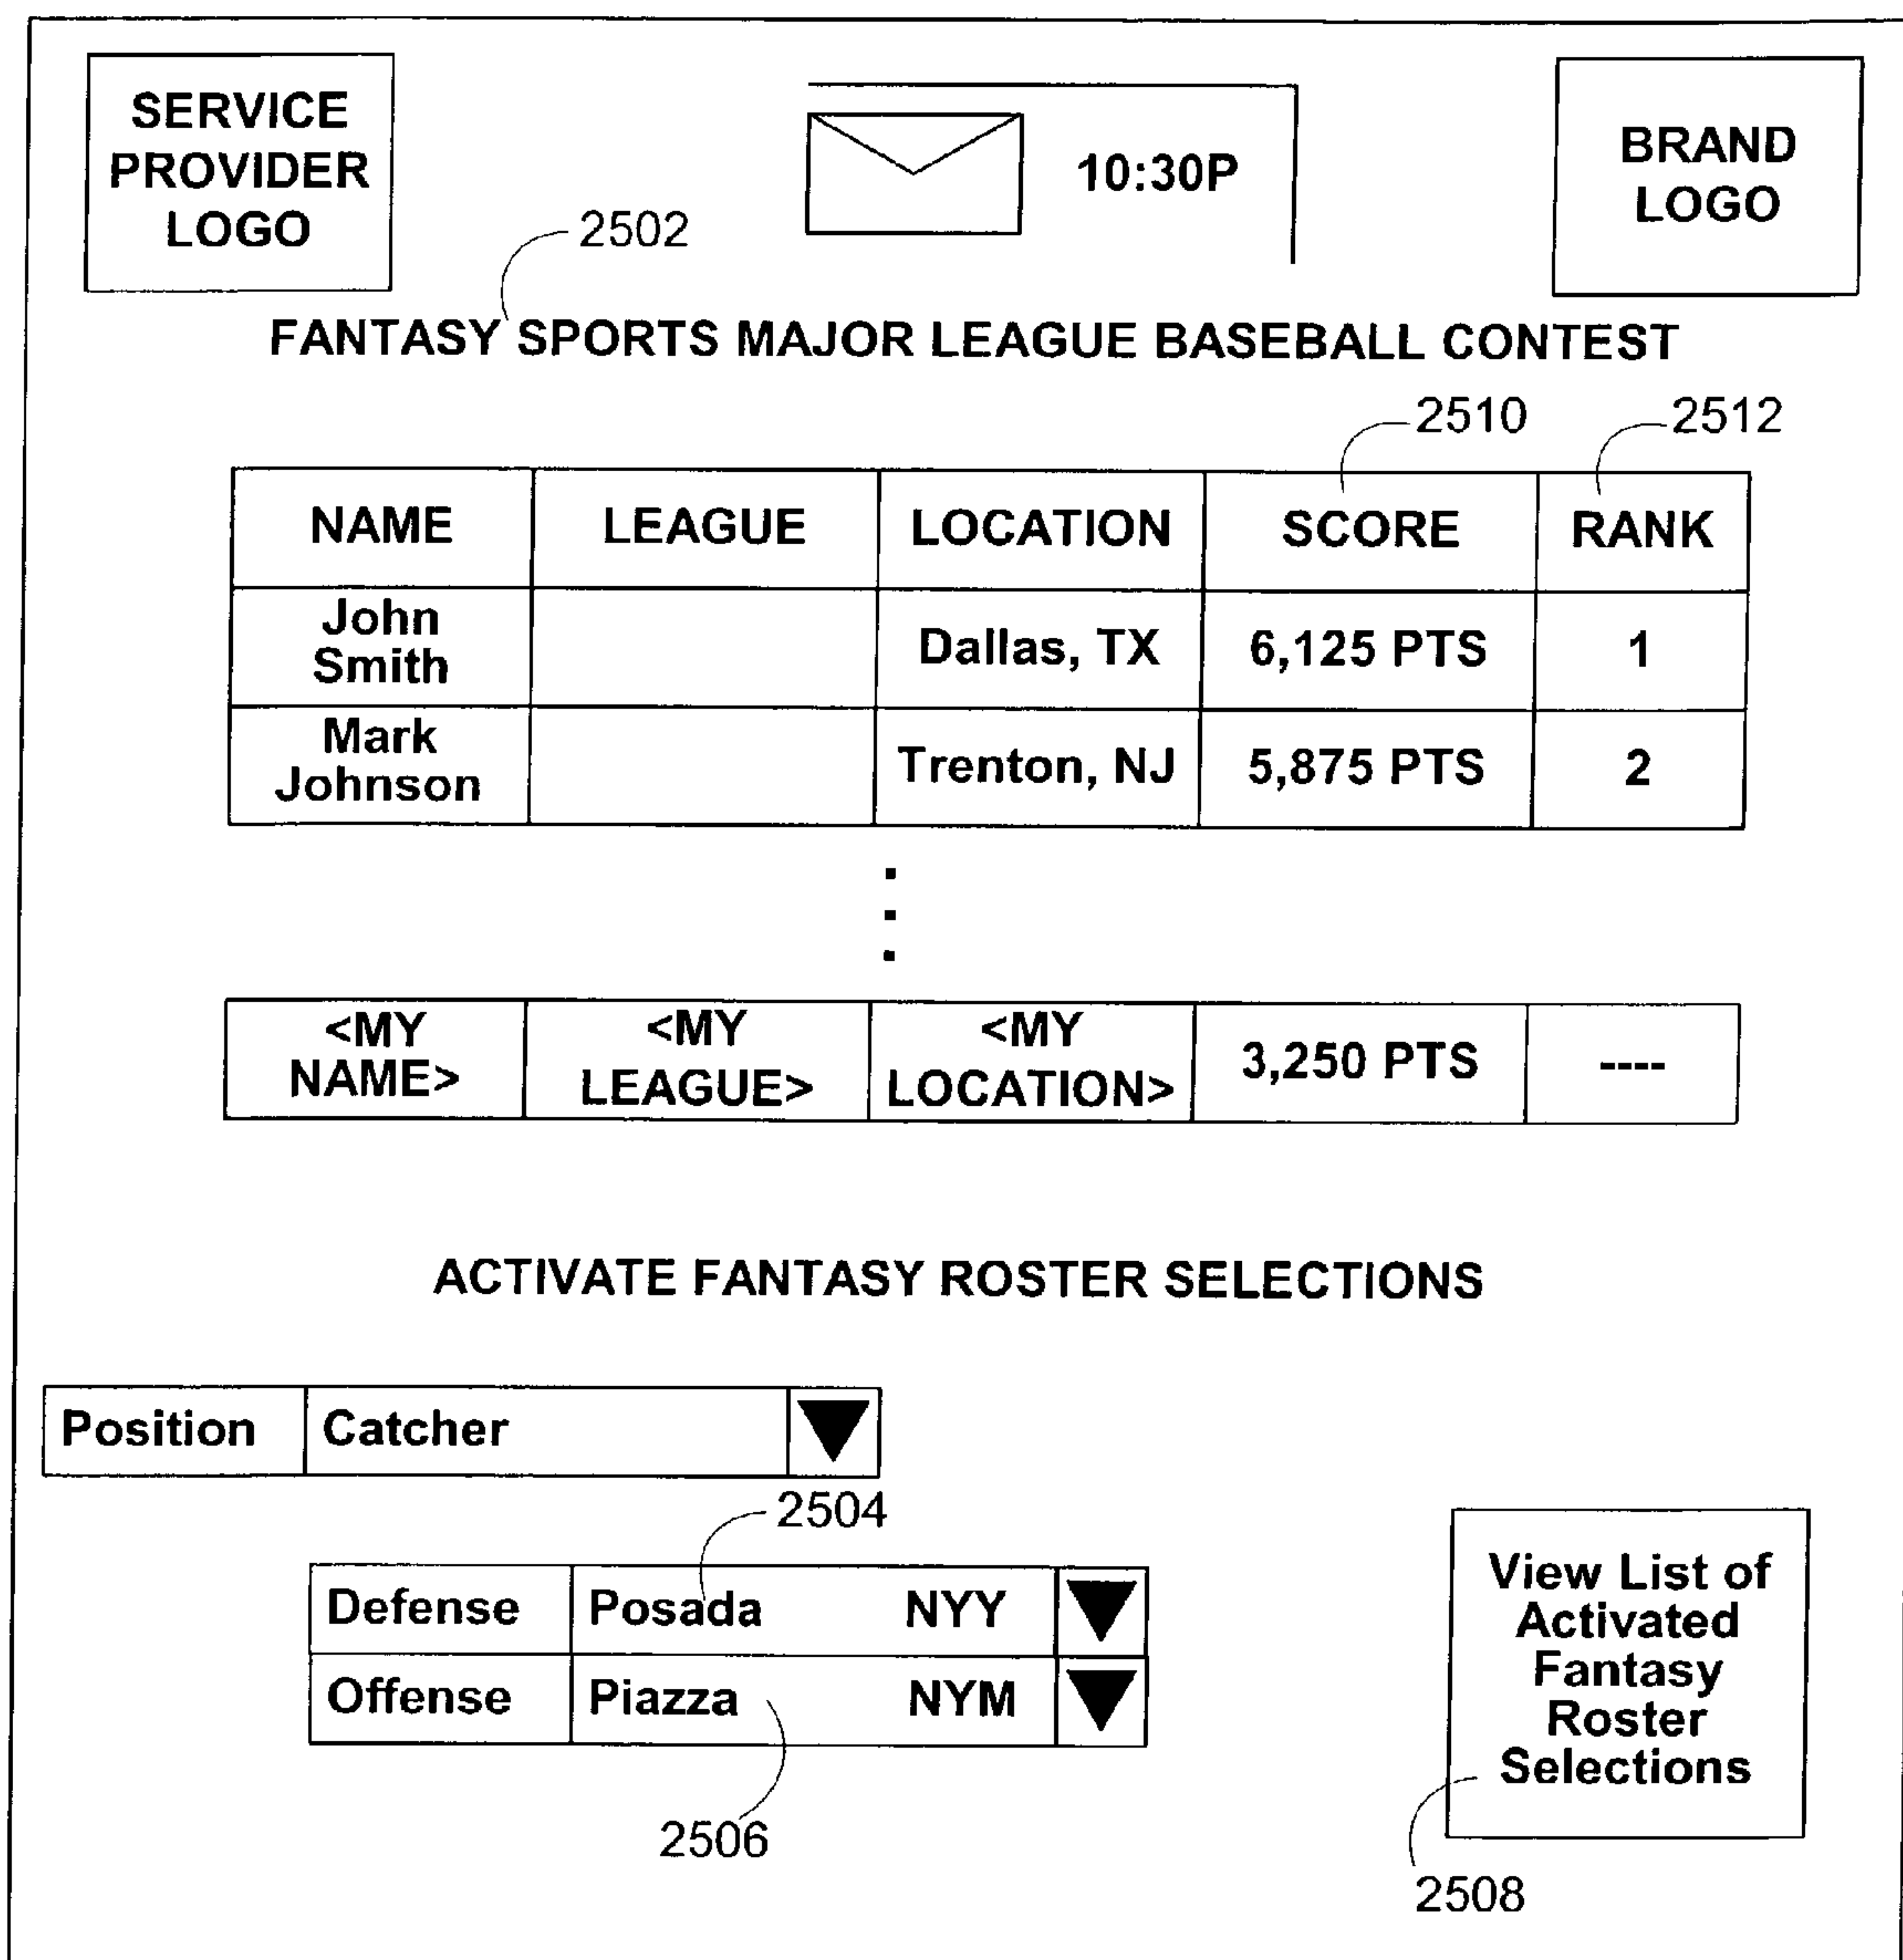 SERVICE
PROVIDER
LOGO
10:30P
BRAND
LOGO
2502
FANTASY SPORTS MAJOR LEAGUE BASEBALL CONTEST
2510
2512
NAME LEAGUE LOCATION SCORE RANK
John
Smith
Dallas, TX 6,125 PTS 1
Mark
Johnson
Trenton, NJ 5,875 PTS 2
<MY
NAME>
<MY
LEAGUE>
<MY
LOCATION>
3,250 PTS ----
ACTIVATE FANTASY ROSTER SELECTIONS
Position Catcher
2504
Defense Posada NYY
Offense Piazza NYM
2506
View List of
Activated
Fantasy
Roster
Selections
2508